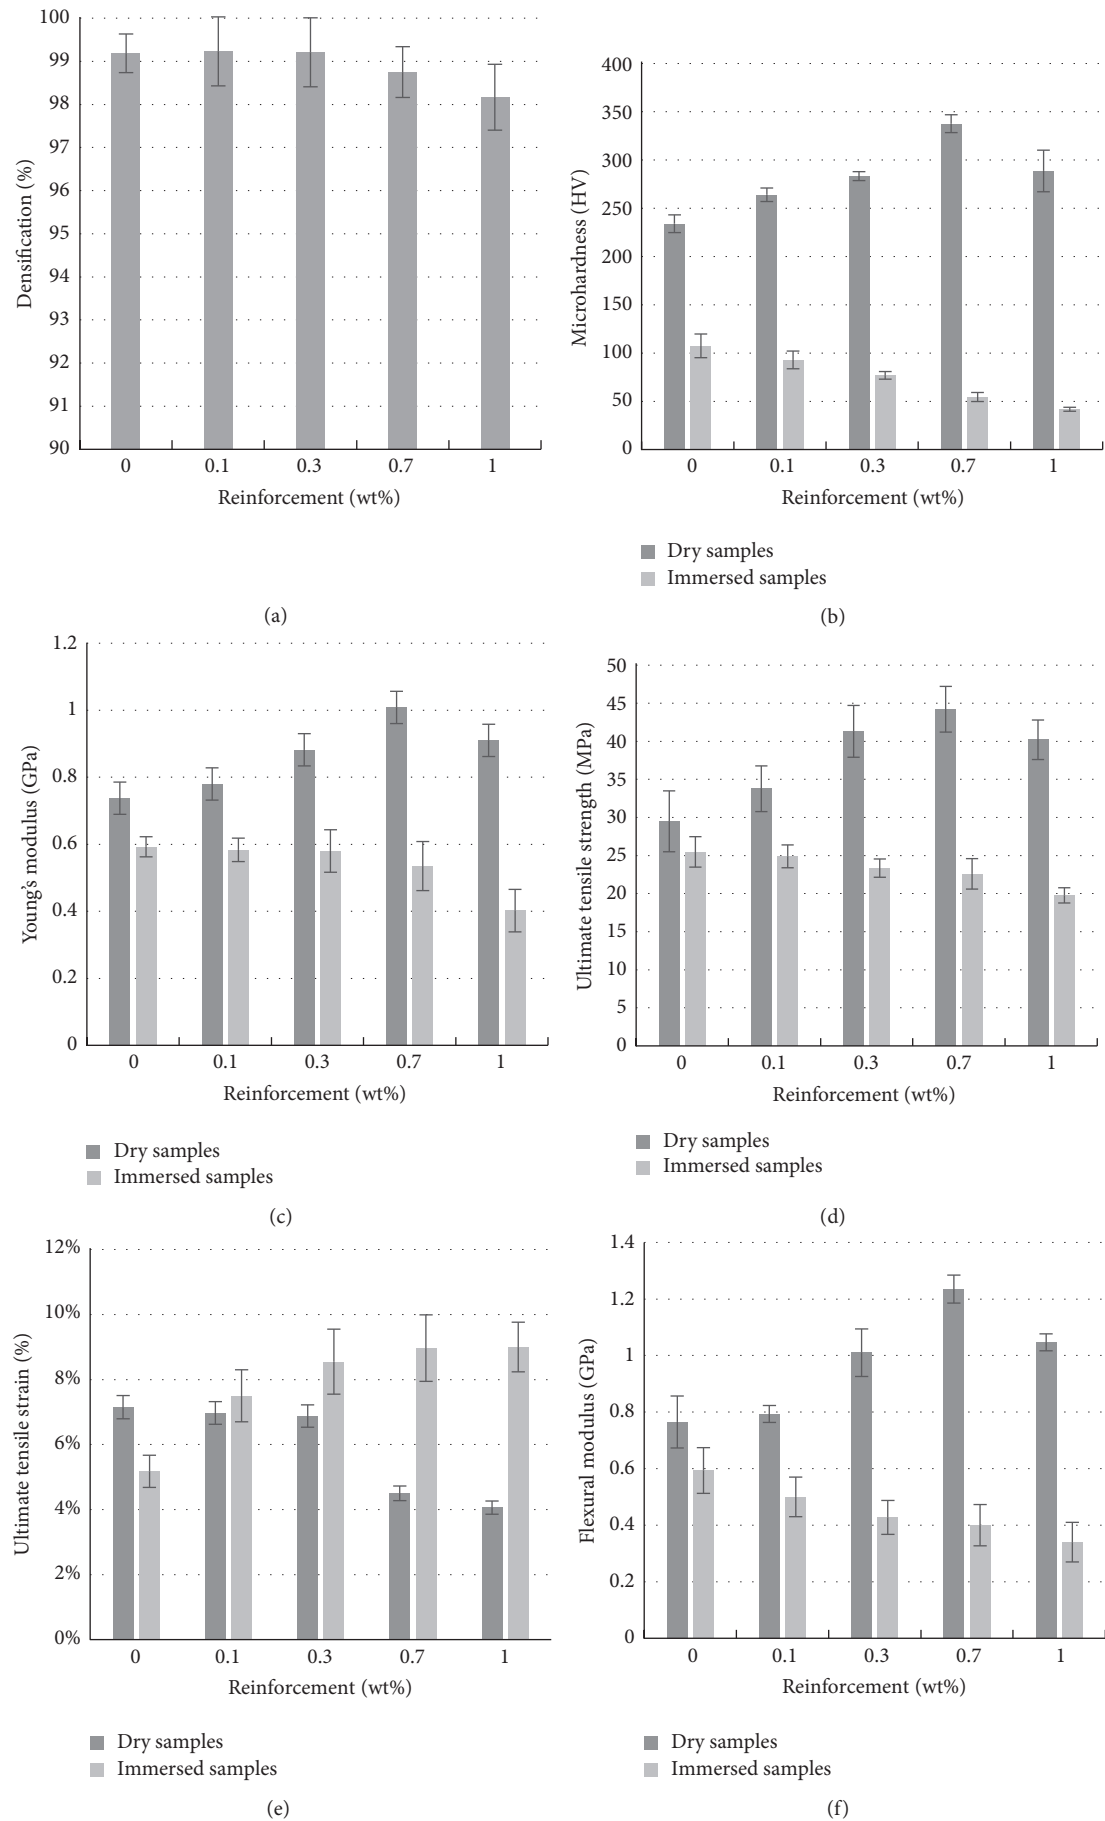 100
99
98
97
96
95
94
93
92
91
90
Densification (%)
0 0.1 0.3 0.7 1
Reinforcement (wt%)
(a)
400
350
300
250
200
150
100
50
0
Microhardness (HV)
0 0.1 0.3 0.7 1
Reinforcement (wt%)
Dry samples
Immersed samples
(b)
1.2
1
0.8
0.6
0.4
0.2
0
Young's modulus (GPa)
0 0.1 0.3 0.7 1
Reinforcement (wt%)
Dry samples
Immersed samples
(c)
50
45
40
35
30
25
20
15
10
5
0
Ultimate tensile strength (MPa)
0 0.1 0.3 0.7 1
Reinforcement (wt%)
Dry samples
Immersed samples
(d)
12%
10%
8%
6%
4%
2%
0%
Ultimate tensile strain (%)
0 0.1 0.3 0.7 1
Reinforcement (wt%)
Dry samples
Immersed samples
(e)
1.4
1.2
1
0.8
0.6
0.4
0.2
0
Flexural modulus (GPa)
0 0.1 0.3 0.7 1
Reinforcement (wt%)
Dry samples
Immersed samples
(f)